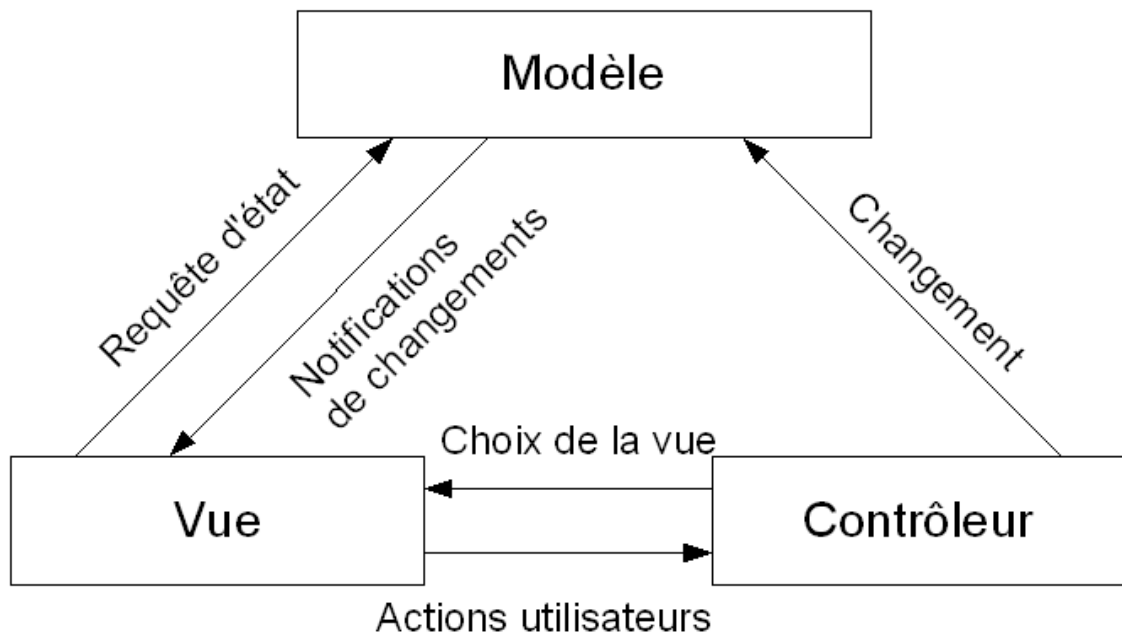 Modèle
Requête d'état
Notifications
de changements
Changement
Choix de la vue
Vue
Contrôleur
Actions utilisateurs